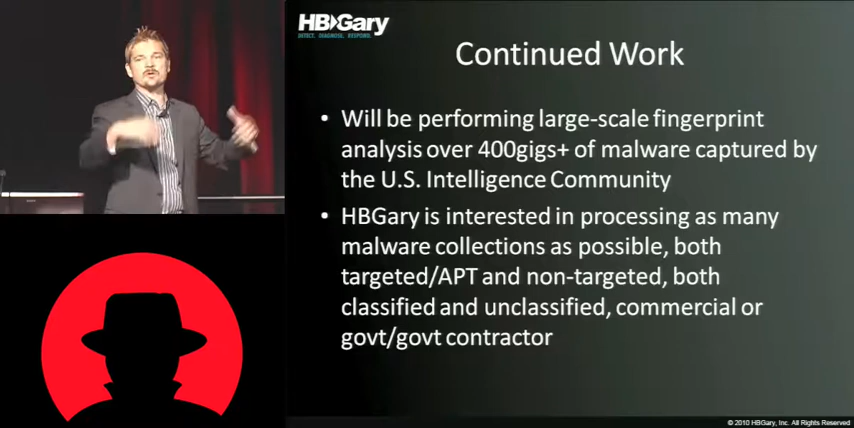 HBGary
DETECT. DIAGNOSE. RESPOND.
Continued Work
• Will be performing large-scale fingerprint
analysis over 400gigs+ of malware captured by
the U.S. Intelligence Community
• HBGary is interested in processing as many
malware collections as possible, both
targeted/APT and non-targeted, both
classified and unclassified, commercial or
govt/govt contractor
© 2010 HBGary, Inc. All Rights Reserved